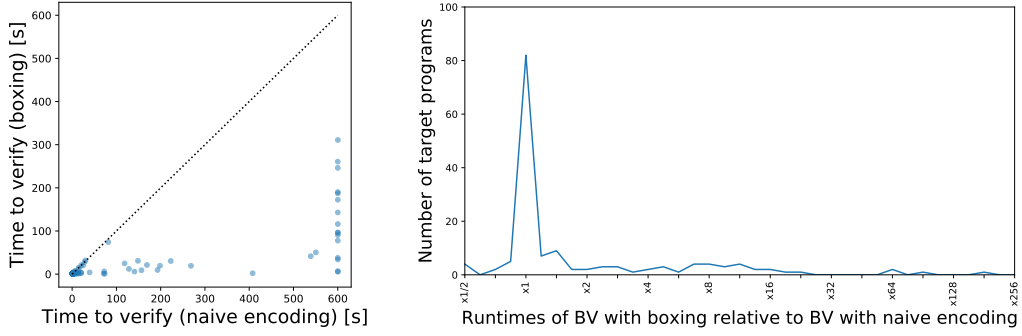 Time to verify (boxing) [s]
600
500
400
300
200
100
0
0 100 200 300 400 500 600
Time to verify (naive encoding) [s]
Number of target programs
100
80
60
40
20
0
x1/2 x1 x2 x4 x8 x16 x32 x64 x128 x256
Runtimes of BV with boxing relative to BV with naive encoding